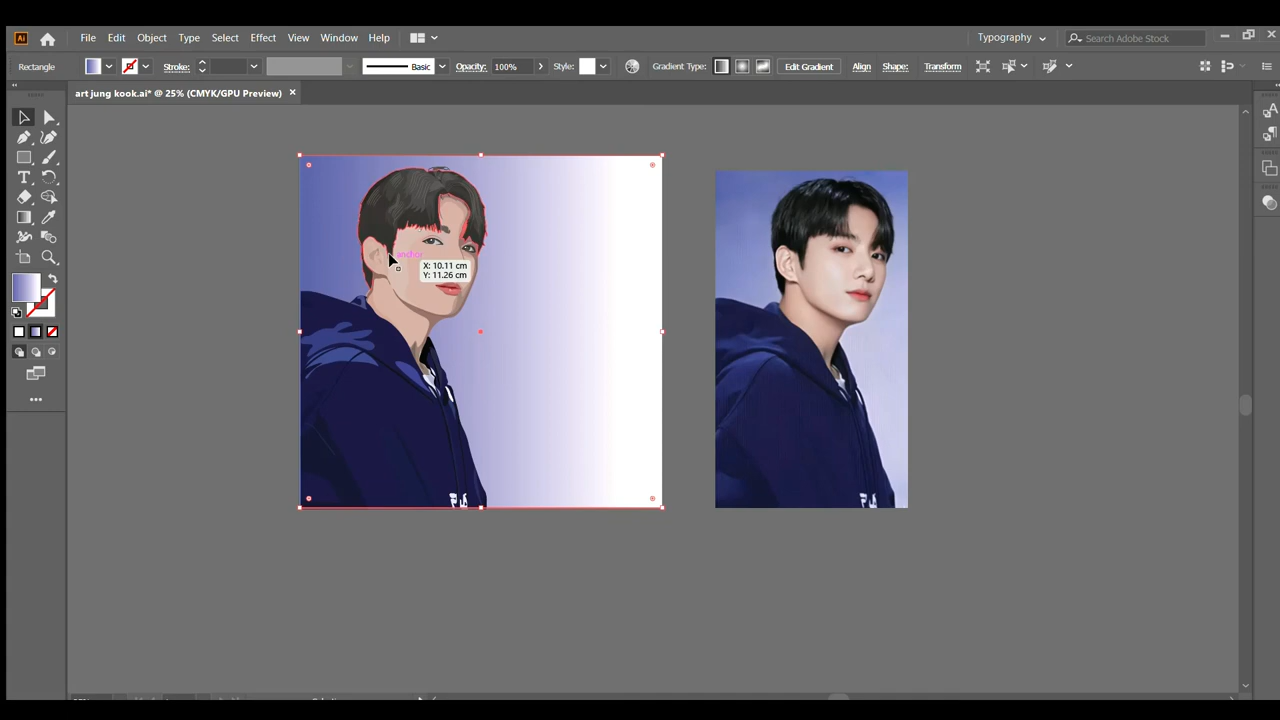 Ai File Edit Object Type Select Effect View Window Help Typography Search Adobe Stock
Rectangle Stroke: Basic Opacity: 100% Style: Gradient Type: Edit Gradient Align Shape: Transform
art jung kook.ai* @ 25% (CMYK/GPU Preview)
anchor
X: 10.11 cm
Y: 11.26 cm